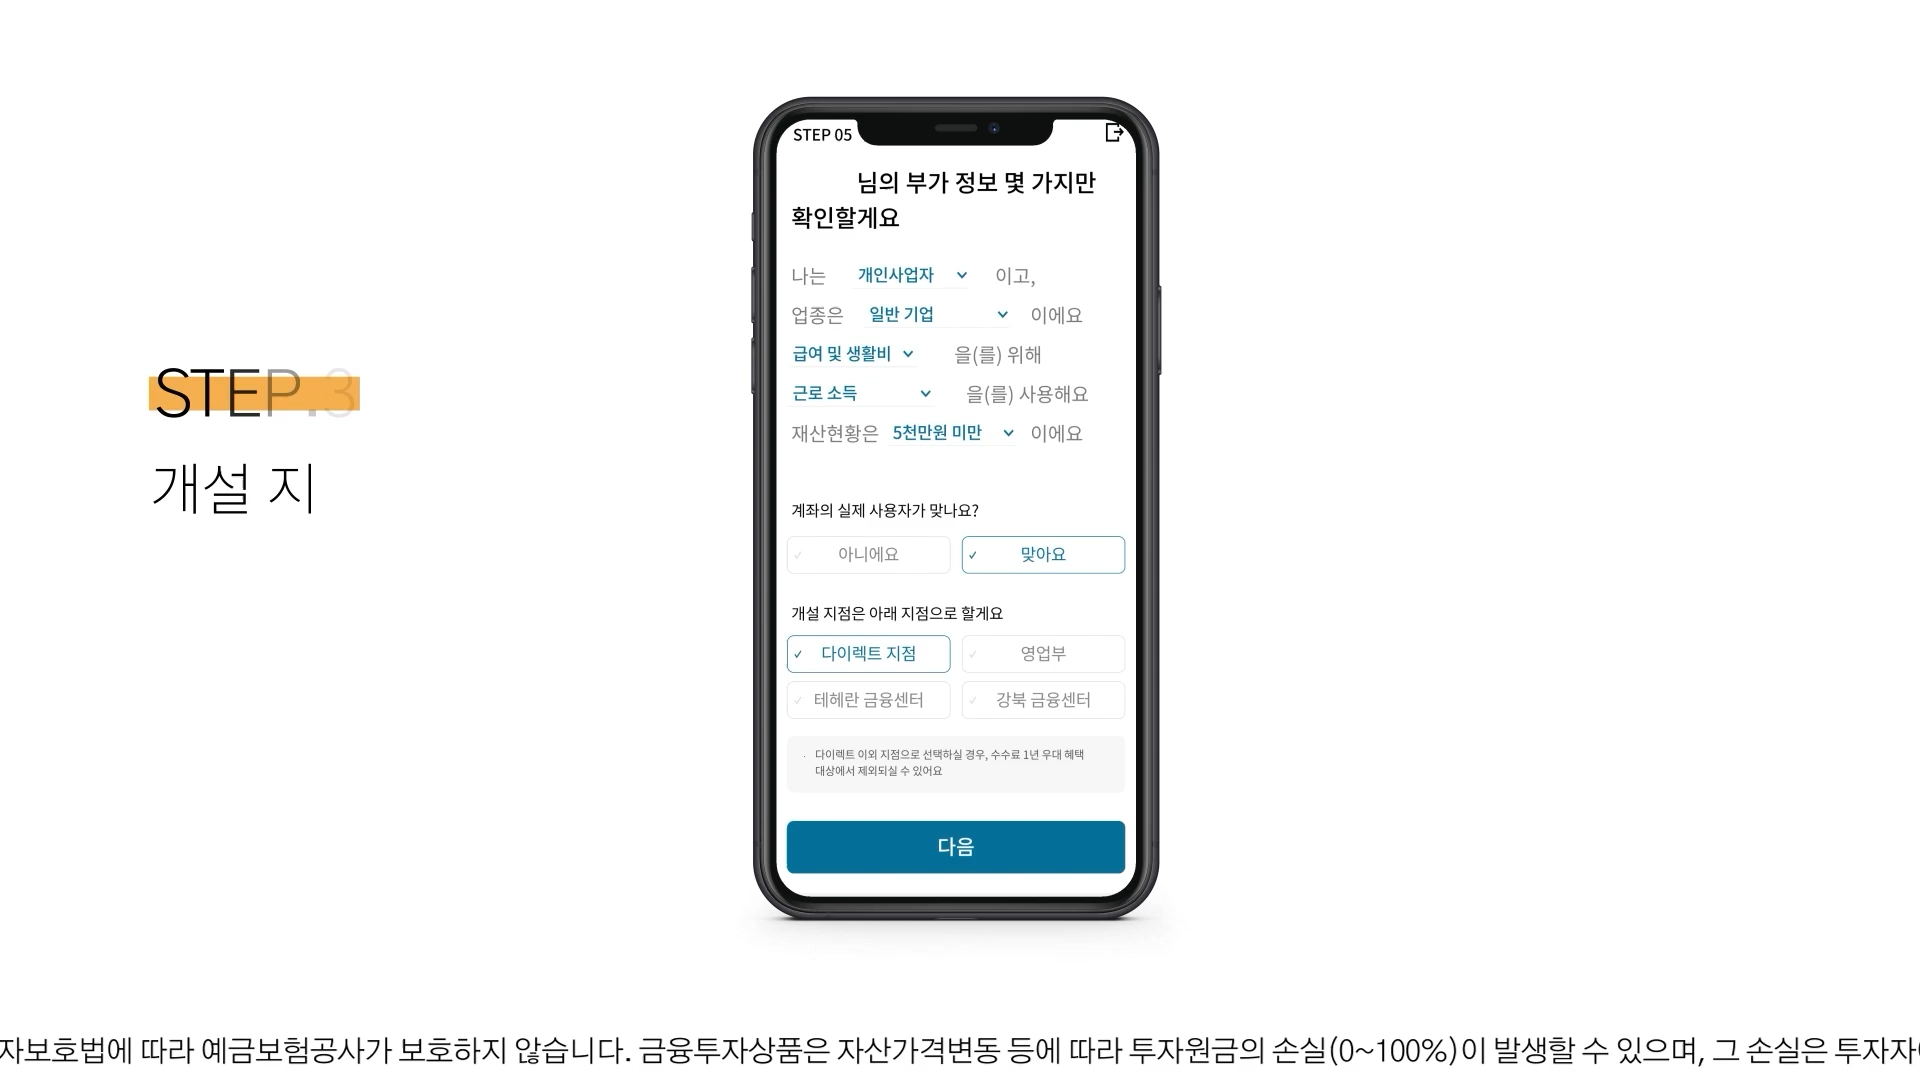 STEP.3
개설 지
STEP 05
님의 부가 정보 몇 가지만
확인할게요
나는 개인사업자 이고,
업종은 일반 기업 이에요
급여 및 생활비 을(를) 위해
근로 소득 을(를) 사용해요
재산현황은 5천만원 미만 이에요
계좌의 실제 사용자가 맞나요?
아니에요 맞아요
개설 지점은 아래 지점으로 할게요
다이렉트 지점 영업부
테헤란 금융센터 강북 금융센터
· 다이렉트 이외 지점으로 선택하실 경우, 수수료 1년 우대 혜택
대상에서 제외되실 수 있어요
다음
자보호법에 따라 예금보험공사가 보호하지 않습니다. 금융투자상품은 자산가격변동 등에 따라 투자원금의 손실(0~100%)이 발생할 수 있으며, 그 손실은 투자자